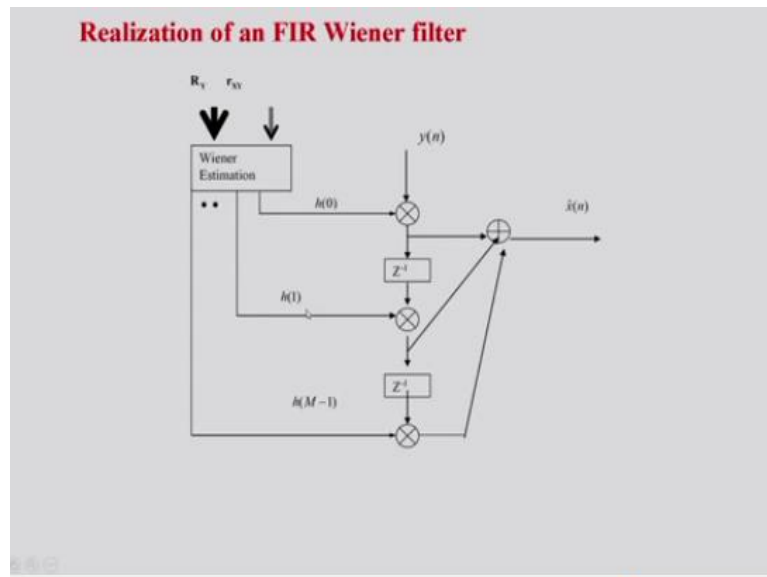 Realization of an FIR Wiener filter
R_Y r_XY
y(n)
Wiener
Estimation
h(0)
x̂(n)
Z⁻¹
h(1)
Z⁻¹
h(M−1)